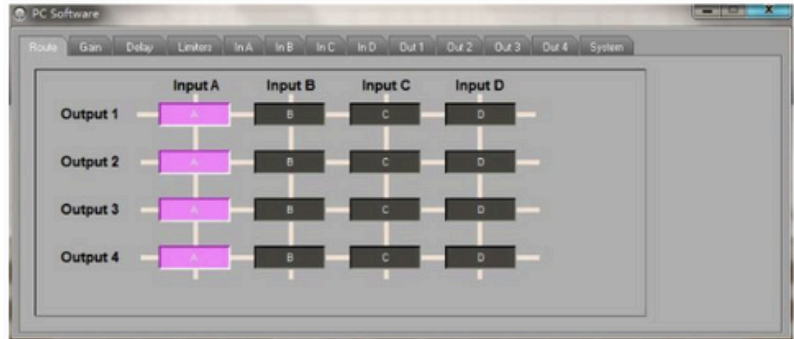 PC Software
Route Gain Delay Limiters In A In B In C In D Out 1 Out 2 Out 3 Out 4 System
Input A Input B Input C Input D
Output 1 A B C D
Output 2 A B C D
Output 3 A B C D
Output 4 A B C D